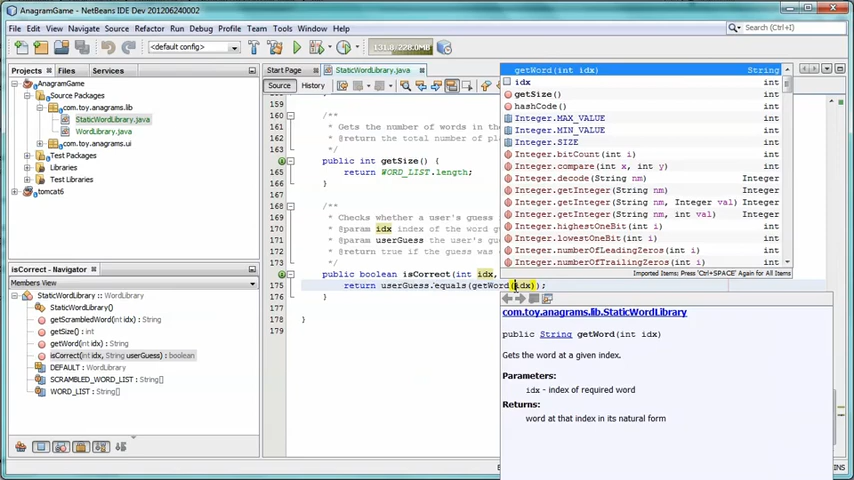 AnagramGame - NetBeans IDE Dev 201206240002
File Edit View Navigate Source Refactor Run Debug Profile Team Tools Window Help
Search (Ctrl+I)
<default config>
131.8/228.0MB
Projects Files Services
AnagramGame
Source Packages
com.toy.anagrams.lib
StaticWordLibrary.java
WordLibrary.java
com.toy.anagrams.ui
Test Packages
Libraries
Test Libraries
tomcat6
isCorrect - Navigator
Members View
StaticWordLibrary :: WordLibrary
StaticWordLibrary()
getScrambledWord(int idx) : String
getSize() : int
getWord(int idx) : String
isCorrect(int idx, String userGuess) : boolean
DEFAULT : WordLibrary
SCRAMBLED_WORD_LIST : String[]
WORD_LIST : String[]
Start Page StaticWordLibrary.java
Source History
159
160 /**
161 * Gets the number of words in the
162 * @return the total number of pl
163 */
165 public int getSize() {
165 return WORD_LIST.length;
166 }
167
168 /**
169 * Checks whether a user's guess
170 * @param idx index of the word g
171 * @param userGuess the user's g
172 * @return true if the guess was
173 */
public boolean isCorrect(int idx,
175 return userGuess.equals(getWord(idx));
176 }
177
178 }
179
getWord(int idx) String
idx int
getSize() int
hashCode() int
Integer.MAX_VALUE int
Integer.MIN_VALUE int
Integer.SIZE int
Integer.bitCount(int i) int
Integer.compare(int x, int y) int
Integer.decode(String nm) Integer
Integer.getInteger(String nm) Integer
Integer.getInteger(String nm, Integer val) Integer
Integer.getInteger(String nm, int val) Integer
Integer.highestOneBit(int i) int
Integer.lowestOneBit(int i) int
Integer.numberOfLeadingZeros(int i) int
Integer.numberOfTrailingZeros(int i) int
Imported Items; Press 'Ctrl+SPACE' Again for All Items
com.toy.anagrams.lib.StaticWordLibrary
public String getWord(int idx)
Gets the word at a given index.
Parameters:
idx - index of required word
Returns:
word at that index in its natural form
INS